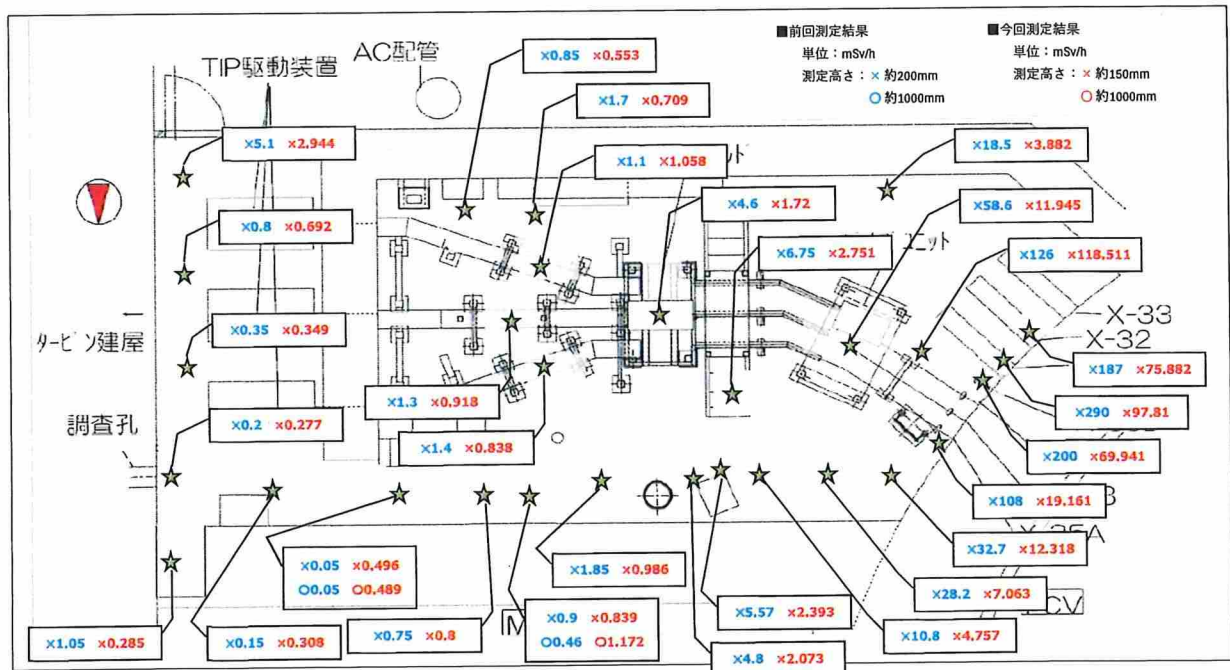 ■前回測定結果
単位：mSv/h
測定高さ：× 約200mm
○ 約1000mm
■今回測定結果
単位：mSv/h
測定高さ：× 約150mm
○ 約1000mm
AC配管
TIP駆動装置
×0.85 ×0.553
×1.7 ×0.709
×5.1 ×2.944
×1.1 ×1.058
ット
×18.5 ×3.882
×4.6 ×1.72
×58.6 ×11.945
×0.8 ×0.692
×6.75 ×2.751
ユニット
×126 ×118.511
X-33
X-32
×0.35 ×0.349
タービン建屋
×187 ×75.882
×1.3 ×0.918
×290 ×97.81
×0.2 ×0.277
調査孔
×1.4 ×0.838
×200 ×69.941
×108 ×19.161
×32.7 ×12.318
×0.05 ×0.496
○0.05 ○0.489
×1.85 ×0.986
×28.2 ×7.063
×5.57 ×2.393
×0.9 ×0.839
○0.46 ○1.172
×1.05 ×0.285
×0.15 ×0.308
×0.75 ×0.8
×10.8 ×4.757
×4.8 ×2.073